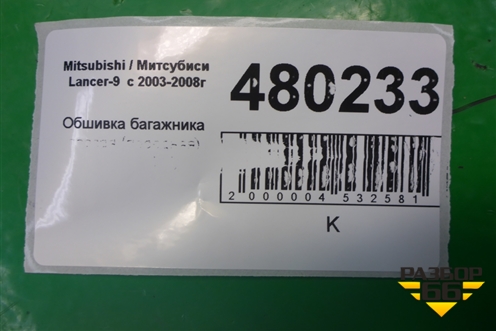 Mitsubishi / Митсубиси
Lancer-9 с 2003-2008г
480233
Обшивка багажника
2 000004 532581
К
РАЗБОР
66